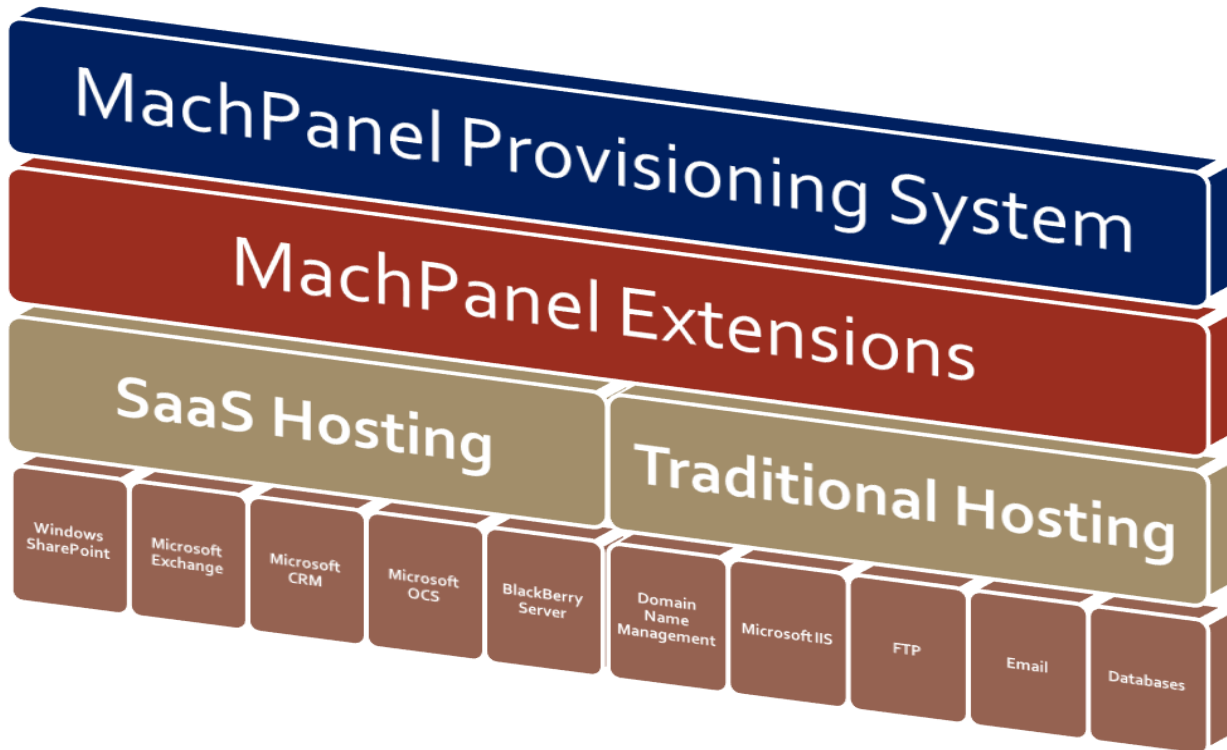 MachPanel Provisioning System
MachPanel Extensions
SaaS Hosting
Traditional Hosting
Windows
SharePoint
Microsoft
Exchange
Microsoft
CRM
Microsoft
OCS
BlackBerry
Server
Domain
Name
Management
Microsoft IIS
FTP
Email
Databases